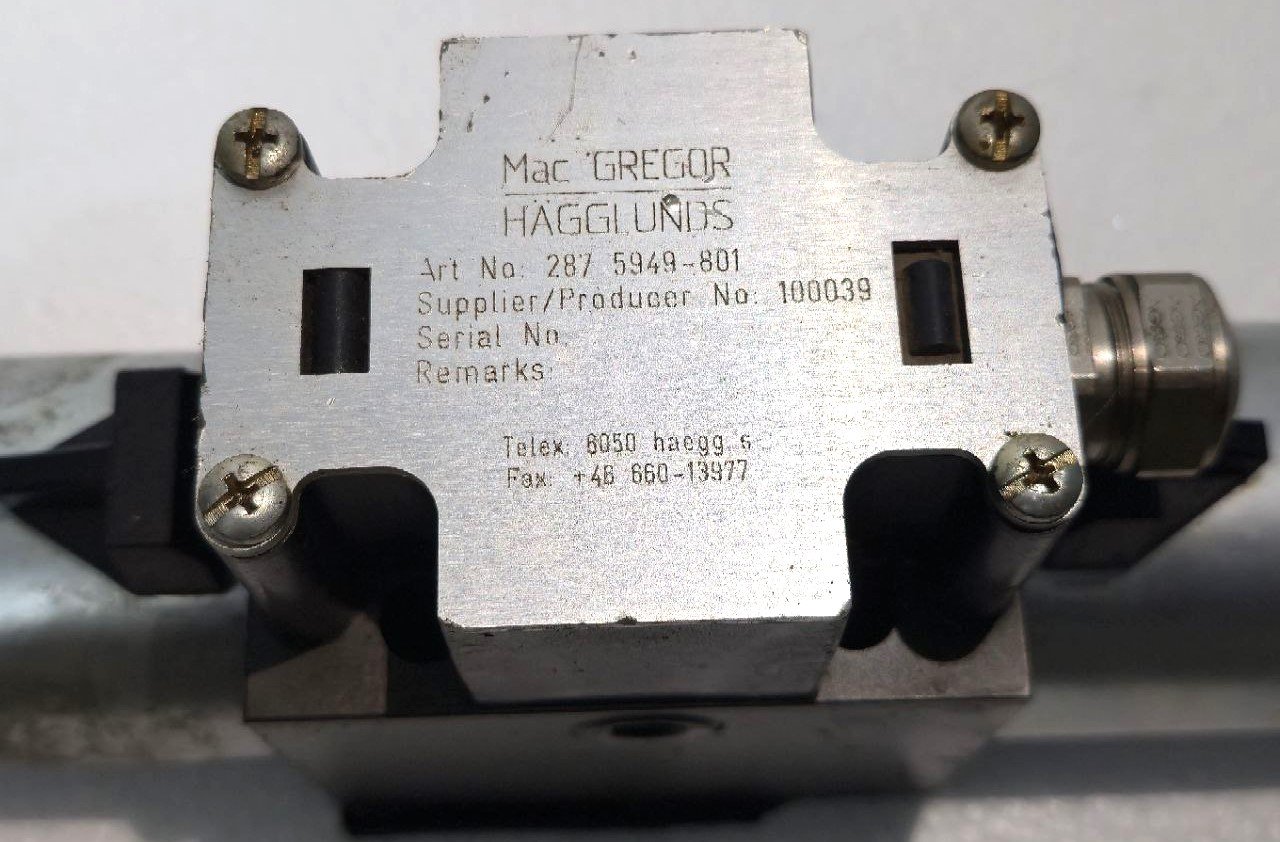 Mac GREGOR
HÄGGLUNDS
Art No: 287 5949-801
Supplier/Producer No: 100039
Serial No:
Remarks:
Telex: 6050 haegg s
Fax: +46 660-13977